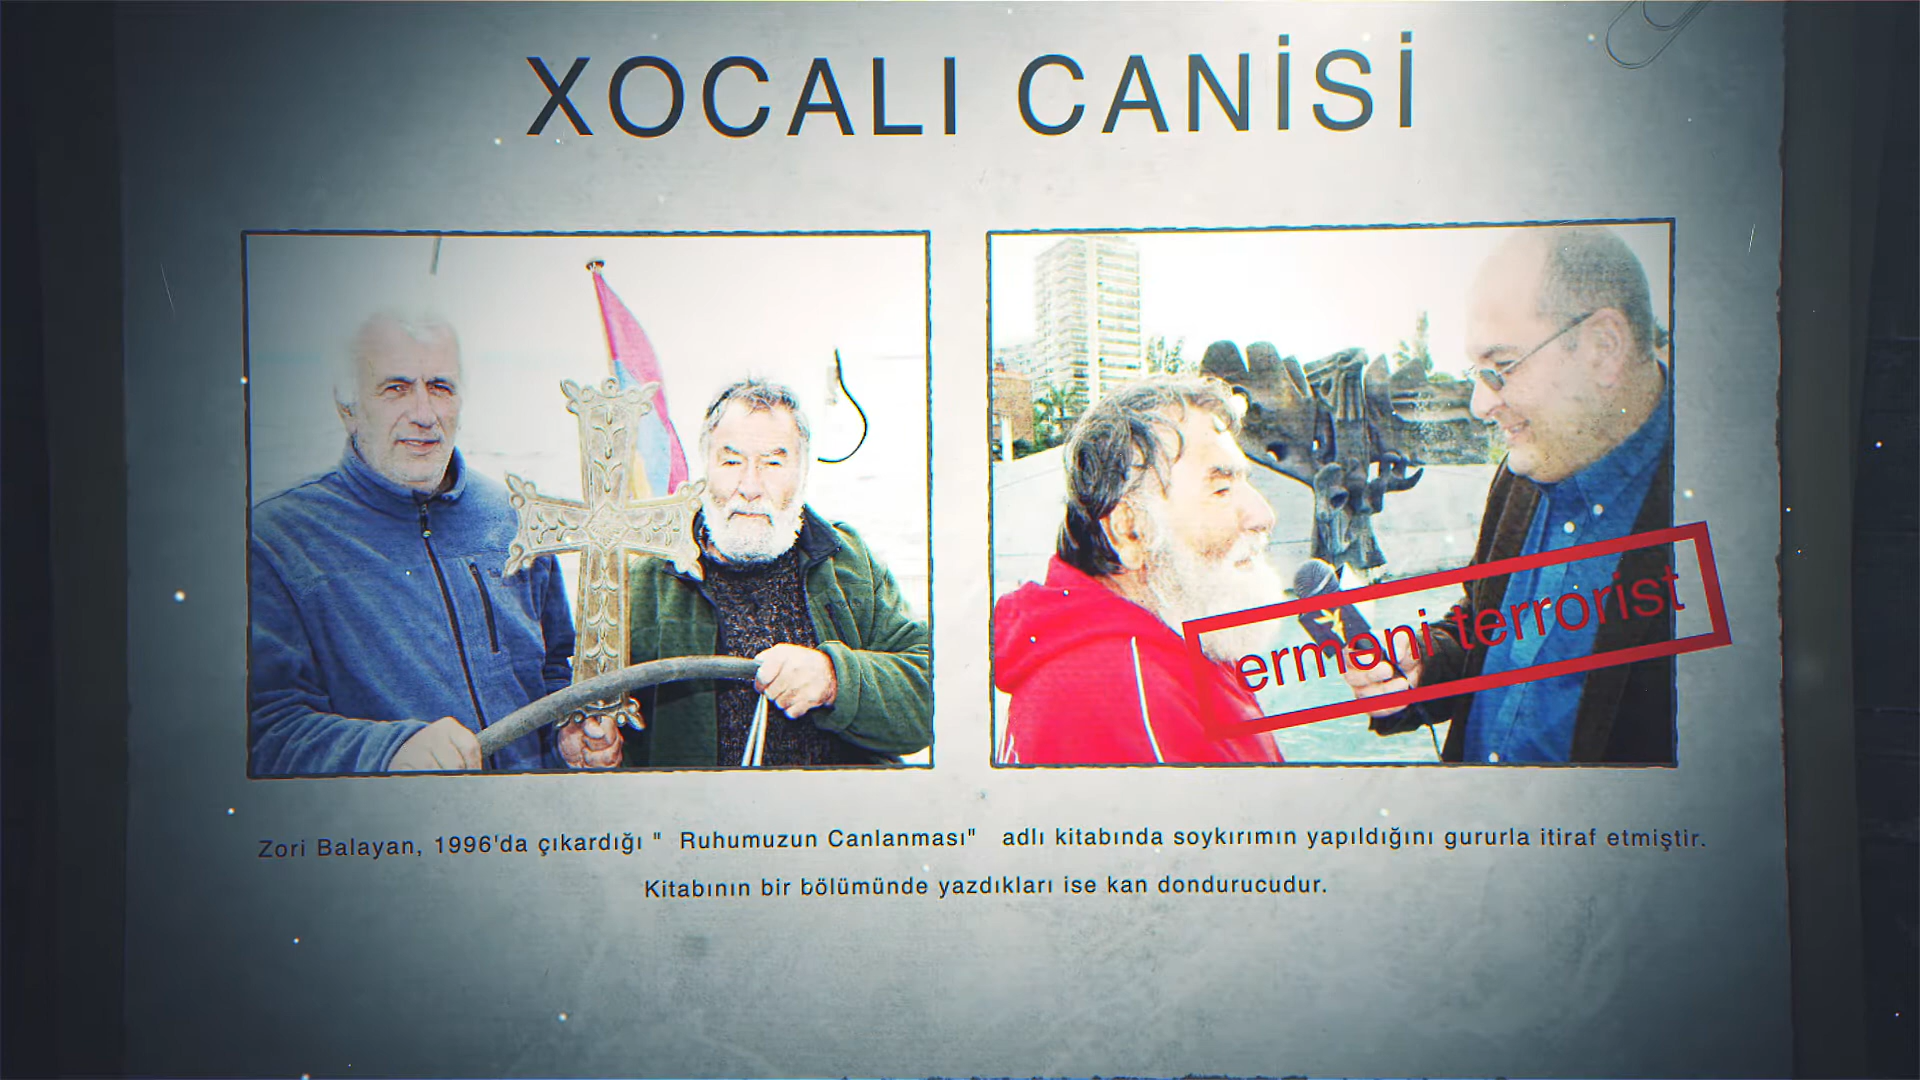 XOCALI CANİSİ
erməni terrorist
Zori Balayan, 1996'da çıkardığı " Ruhumuzun Canlanması" adlı kitabında soykırımın yapıldığını gururla itiraf etmiştir.
Kitabının bir bölümünde yazdıkları ise kan dondurucudur.